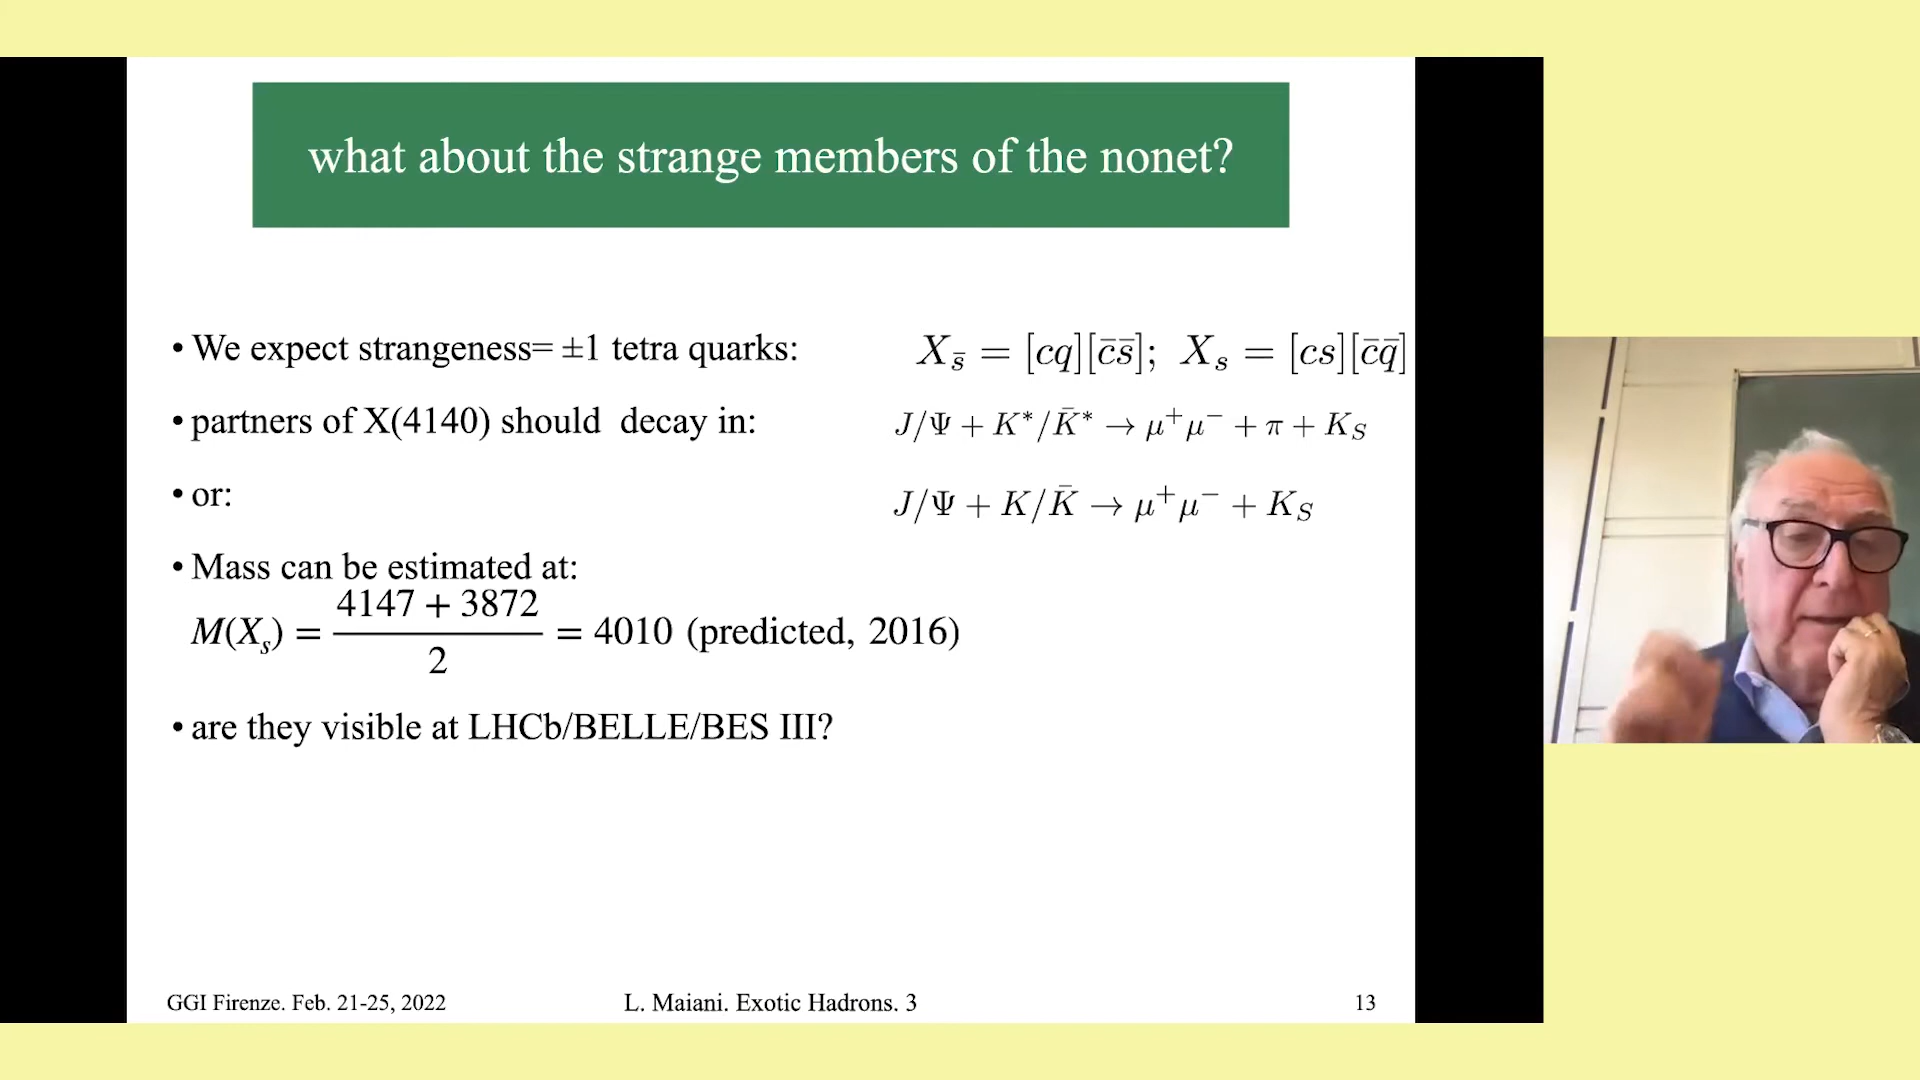 what about the strange members of the nonet?
• We expect strangeness= ±1 tetra quarks: X_s̄ = [cq][c̄s̄]; X_s = [cs][c̄q̄]
• partners of X(4140) should decay in: J/Ψ + K*/K̄* → μ⁺μ⁻ + π + K_S
• or: J/Ψ + K/K̄ → μ⁺μ⁻ + K_S
• Mass can be estimated at:
M(X_s) = (4147 + 3872)/2 = 4010 (predicted, 2016)
• are they visible at LHCb/BELLE/BES III?
GGI Firenze. Feb. 21-25, 2022 L. Maiani. Exotic Hadrons. 3 13